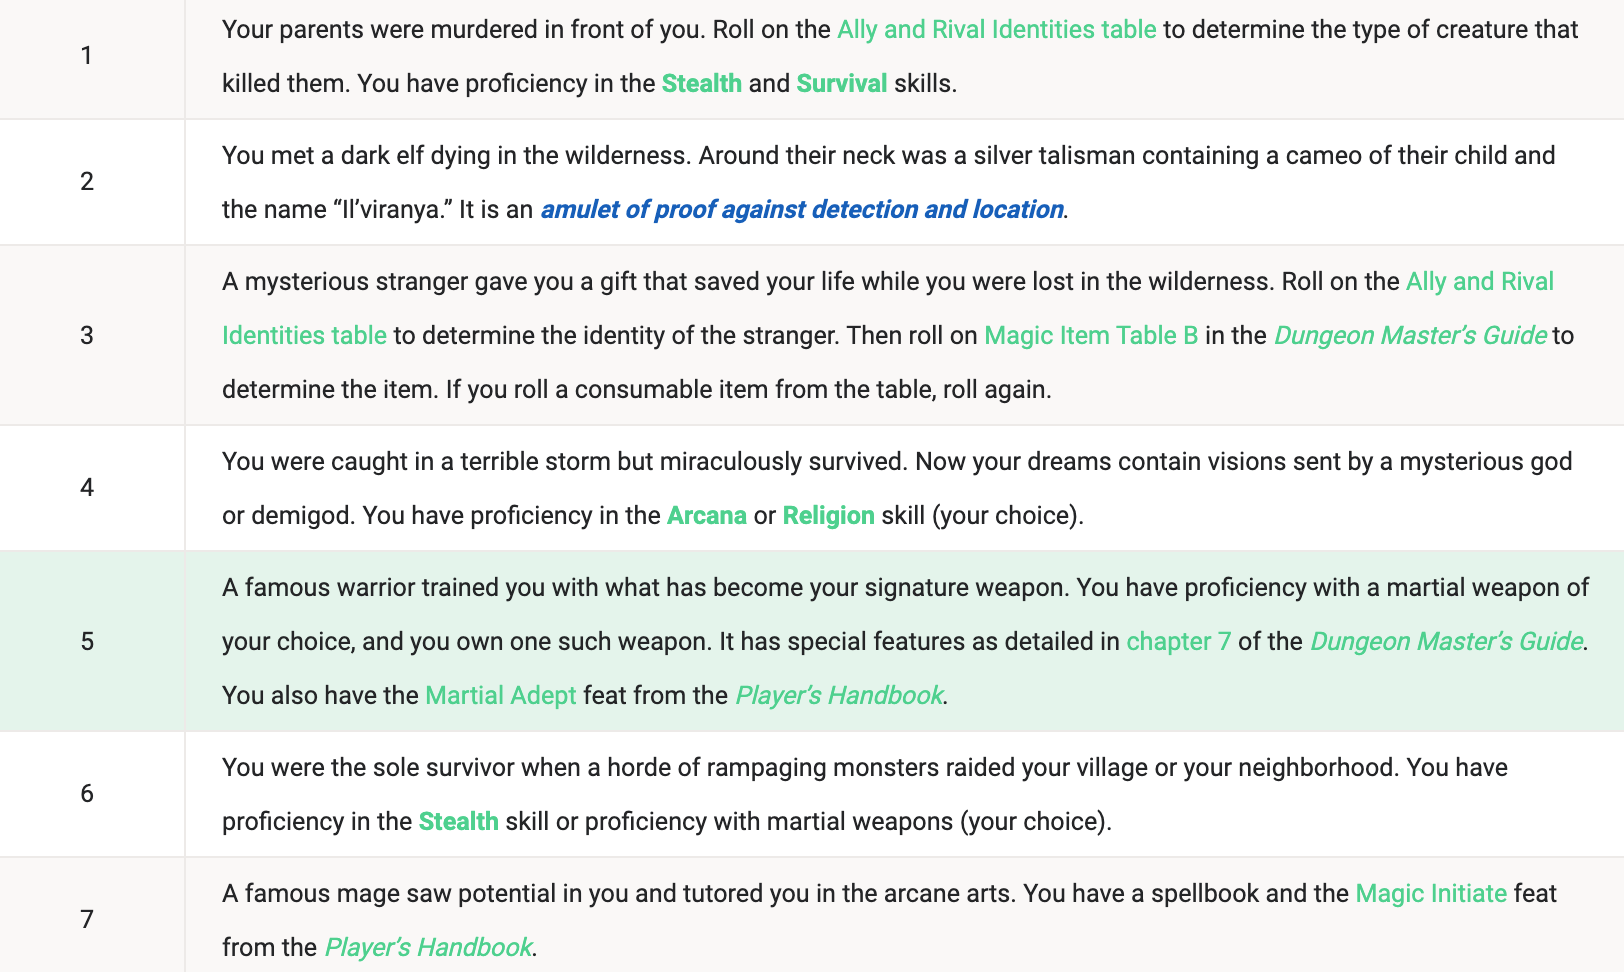 1
Your parents were murdered in front of you. Roll on the Ally and Rival Identities table to determine the type of creature that
killed them. You have proficiency in the Stealth and Survival skills.
2
You met a dark elf dying in the wilderness. Around their neck was a silver talisman containing a cameo of their child and
the name “Il’viranya.” It is an amulet of proof against detection and location.
3
A mysterious stranger gave you a gift that saved your life while you were lost in the wilderness. Roll on the Ally and Rival
Identities table to determine the identity of the stranger. Then roll on Magic Item Table B in the Dungeon Master’s Guide to
determine the item. If you roll a consumable item from the table, roll again.
4
You were caught in a terrible storm but miraculously survived. Now your dreams contain visions sent by a mysterious god
or demigod. You have proficiency in the Arcana or Religion skill (your choice).
5
A famous warrior trained you with what has become your signature weapon. You have proficiency with a martial weapon of
your choice, and you own one such weapon. It has special features as detailed in chapter 7 of the Dungeon Master’s Guide.
You also have the Martial Adept feat from the Player’s Handbook.
6
You were the sole survivor when a horde of rampaging monsters raided your village or your neighborhood. You have
proficiency in the Stealth skill or proficiency with martial weapons (your choice).
7
A famous mage saw potential in you and tutored you in the arcane arts. You have a spellbook and the Magic Initiate feat
from the Player’s Handbook.